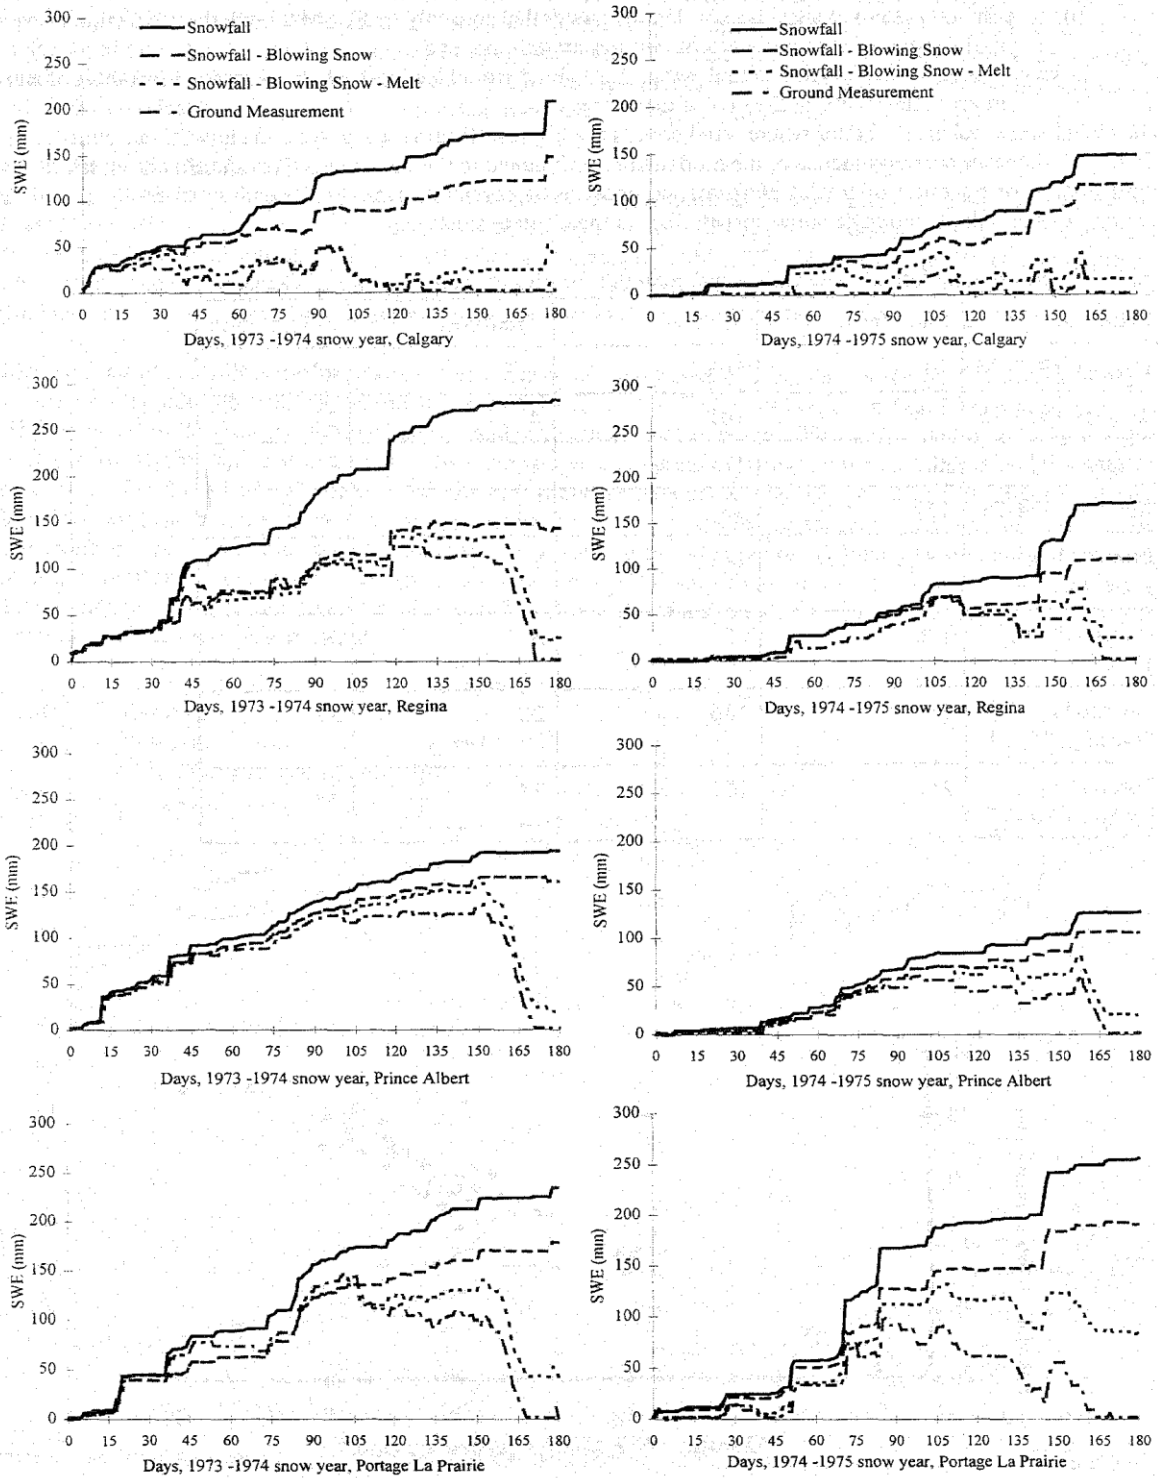 300
250
200
150
100
50
0
SWE (mm)
Snowfall
Snowfall - Blowing Snow
Snowfall - Blowing Snow - Melt
Ground Measurement
0 15 30 45 60 75 90 105 120 135 150 165 180
Days, 1973 -1974 snow year, Calgary
300
250
200
150
100
50
0
SWE (mm)
Snowfall
Snowfall - Blowing Snow
Snowfall - Blowing Snow - Melt
Ground Measurement
0 15 30 45 60 75 90 105 120 135 150 165 180
Days, 1974 -1975 snow year, Calgary
300
250
200
150
100
50
0
SWE (mm)
0 15 30 45 60 75 90 105 120 135 150 165 180
Days, 1973 -1974 snow year, Regina
300
250
200
150
100
50
0
SWE (mm)
0 15 30 45 60 75 90 105 120 135 150 165 180
Days, 1974 -1975 snow year, Regina
300
250
200
150
100
50
0
SWE (mm)
0 15 30 45 60 75 90 105 120 135 150 165 180
Days, 1973 -1974 snow year, Prince Albert
300
250
200
150
100
50
0
SWE (mm)
0 15 30 45 60 75 90 105 120 135 150 165 180
Days, 1974 -1975 snow year, Prince Albert
300
250
200
150
100
50
0
SWE (mm)
0 15 30 45 60 75 90 105 120 135 150 165 180
Days, 1973 -1974 snow year, Portage La Prairie
300
250
200
150
100
50
0
SWE (mm)
0 15 30 45 60 75 90 105 120 135 150 165 180
Days, 1974 -1975 snow year, Portage La Prairie